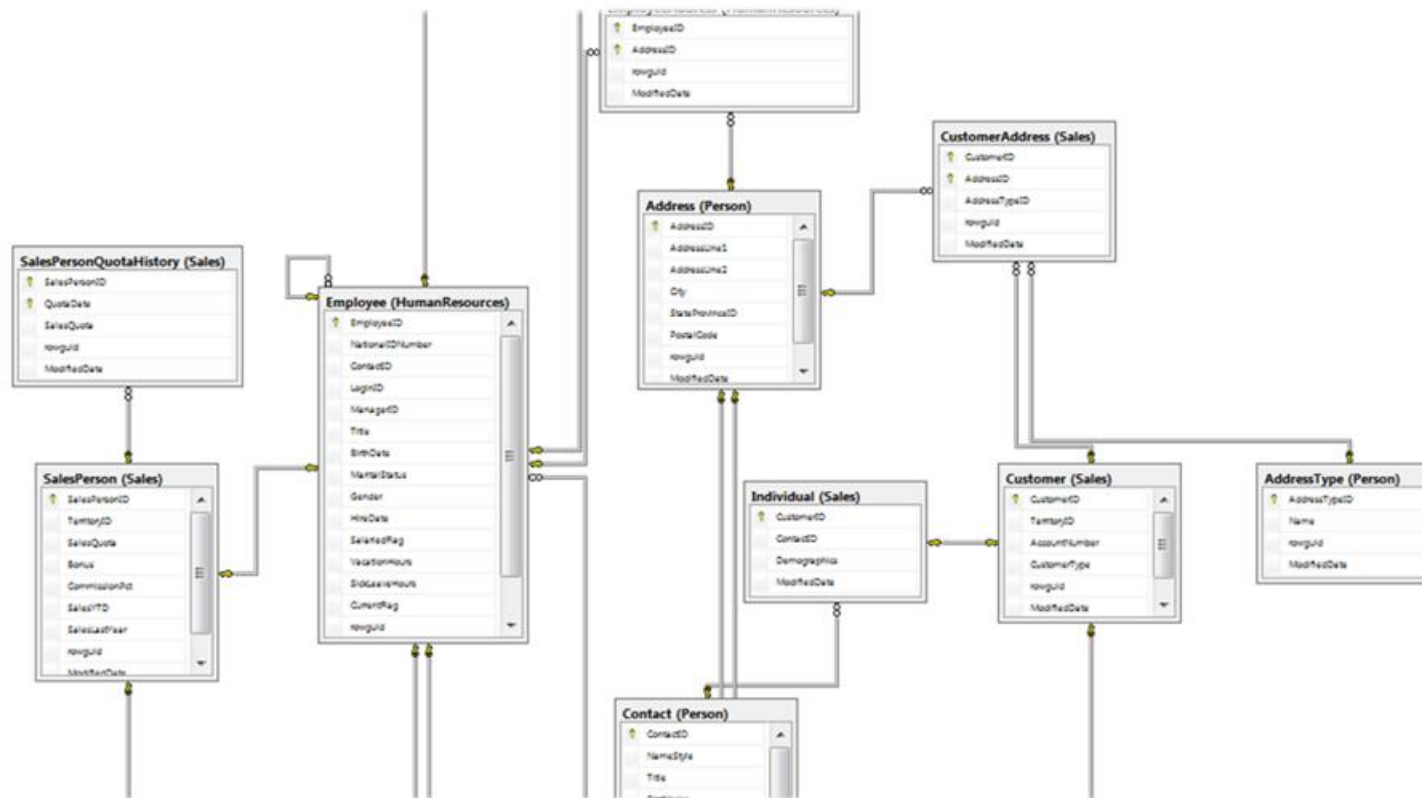 EmployeeAddress (HumanResources)
EmployeeID
AddressID
rowguid
ModifiedDate
CustomerAddress (Sales)
CustomerID
AddressID
AddressTypeID
rowguid
ModifiedDate
Address (Person)
AddressID
AddressLine1
AddressLine2
City
StateProvinceID
PostalCode
rowguid
ModifiedDate
SalesPersonQuotaHistory (Sales)
SalesPersonID
QuotaDate
SalesQuota
rowguid
ModifiedDate
Employee (HumanResources)
EmployeeID
NationalIDNumber
ContactID
LoginID
ManagerID
Title
BirthDate
MaritalStatus
Gender
HireDate
SalariedFlag
VacationHours
SickLeaveHours
CurrentFlag
rowguid
SalesPerson (Sales)
SalesPersonID
TerritoryID
SalesQuota
Bonus
CommissionPct
SalesYTD
SalesLastYear
rowguid
ModifiedDate
Individual (Sales)
CustomerID
ContactID
Demographics
ModifiedDate
Customer (Sales)
CustomerID
TerritoryID
AccountNumber
CustomerType
rowguid
ModifiedDate
AddressType (Person)
AddressTypeID
Name
rowguid
ModifiedDate
Contact (Person)
ContactID
NameStyle
Title